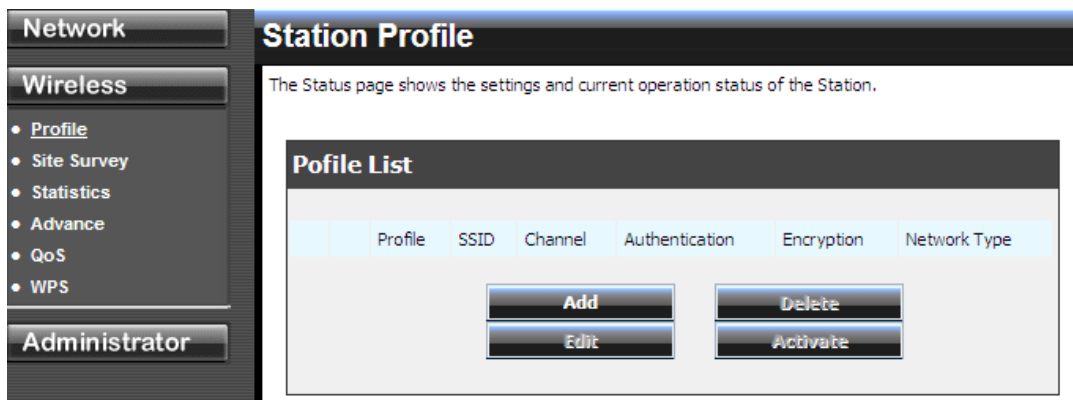 Network
Wireless
Profile
Site Survey
Statistics
Advance
QoS
WPS
Administrator
Station Profile
The Status page shows the settings and current operation status of the Station.
Pofile List
Profile SSID Channel Authentication Encryption Network Type
Add Delete
Edit Activate